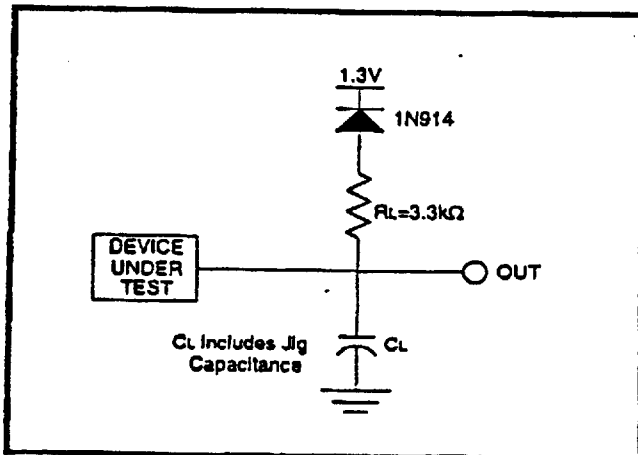 1.3V
1N914
RL=3.3kΩ
DEVICE
UNDER
TEST
OUT
CL includes Jig
Capacitance
CL